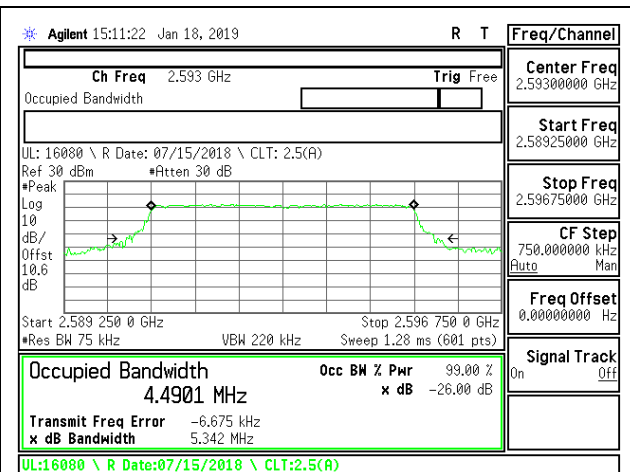 Agilent 15:11:22 Jan 18, 2019 R T
Freq/Channel
Ch Freq 2.593 GHz Trig Free
Occupied Bandwidth
Center Freq
2.59300000 GHz
Start Freq
2.58925000 GHz
Stop Freq
2.59675000 GHz
CF Step
750.000000 kHz
Auto Man
Freq Offset
0.00000000 Hz
Signal Track
On Off
UL: 16080 \ R Date: 07/15/2018 \ CLT: 2.5(A)
Ref 30 dBm #Atten 30 dB
#Peak
Log
10
dB/
Offst
10.6
dB
Start 2.589 250 0 GHz Stop 2.596 750 0 GHz
#Res BW 75 kHz VBW 220 kHz Sweep 1.28 ms (601 pts)
Occupied Bandwidth Occ BW % Pwr 99.00 %
4.4901 MHz x dB -26.00 dB
Transmit Freq Error -6.675 kHz
x dB Bandwidth 5.342 MHz
UL:16080 \ R Date:07/15/2018 \ CLT:2.5(A)